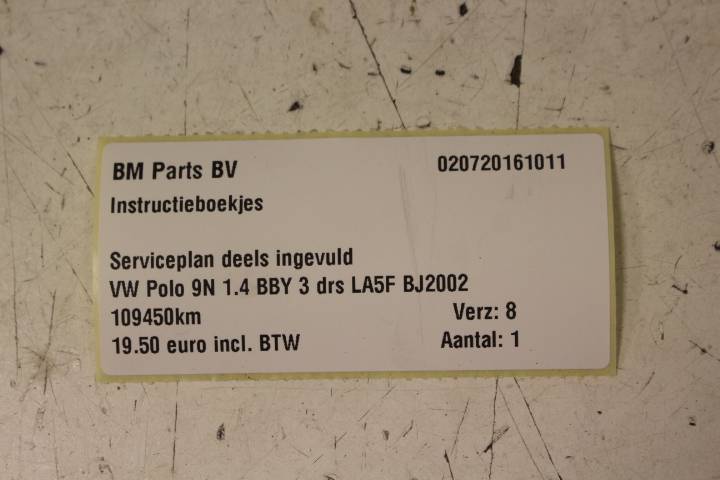 BM Parts BV 020720161011
Instructieboekjes
Serviceplan deels ingevuld
VW Polo 9N 1.4 BBY 3 drs LA5F BJ2002
109450km Verz: 8
19.50 euro incl. BTW Aantal: 1